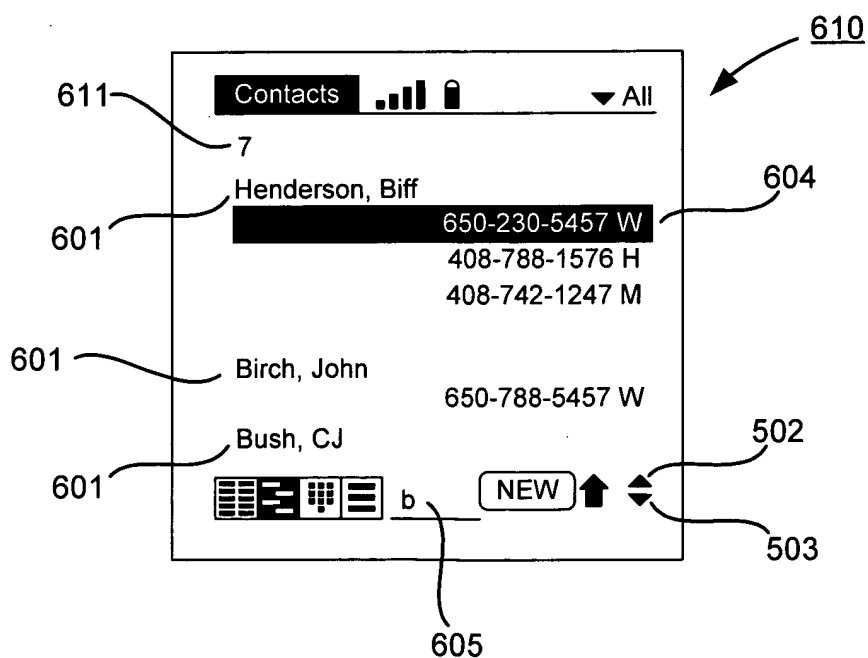 610
611
Contacts
All
7
Henderson, Biff
604
601
650-230-5457 W
408-788-1576 H
408-742-1247 M
601
Birch, John
650-788-5457 W
Bush, CJ
502
601
b
NEW
503
605